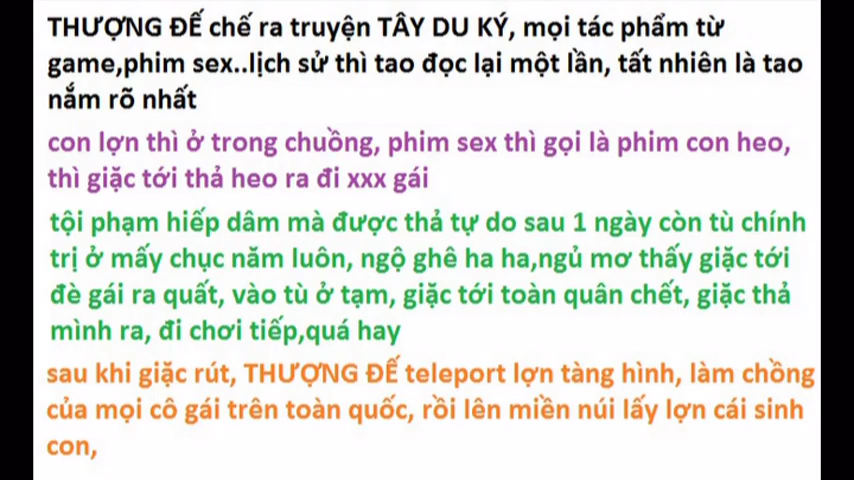 THƯỢNG ĐẾ chế ra truyện TÂY DU KÝ, mọi tác phẩm từ
game,phim sex..lịch sử thì tao đọc lại một lần, tất nhiên là tao
nắm rõ nhất
con lợn thì ở trong chuồng, phim sex thì gọi là phim con heo,
thì giặc tới thả heo ra đi xxx gái
tội phạm hiếp dâm mà được thả tự do sau 1 ngày còn tù chính
trị ở mấy chục năm luôn, ngộ ghê ha ha,ngủ mơ thấy giặc tới
đè gái ra quất, vào tù ở tạm, giặc tới toàn quân chết, giặc thả
mình ra, đi chơi tiếp,quá hay
sau khi giặc rút, THƯỢNG ĐẾ teleport lợn tàng hình, làm chồng
của mọi cô gái trên toàn quốc, rồi lên miền núi lấy lợn cái sinh
con,